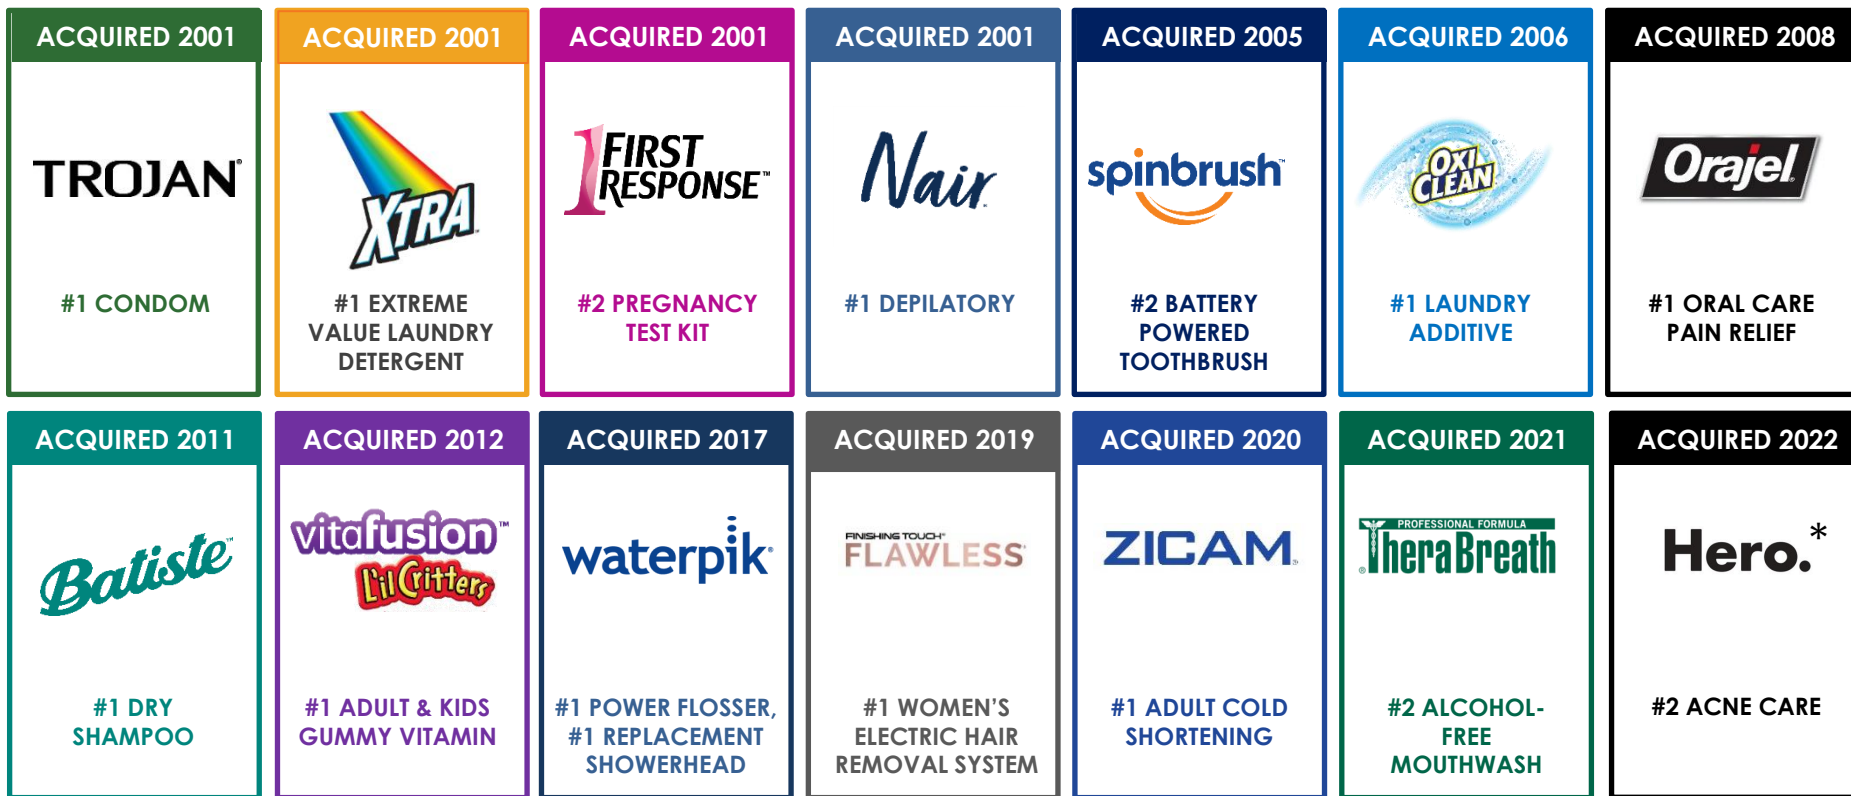 ACQUIRED 2001
TROJAN®
#1 CONDOM
ACQUIRED 2001
XTRA
#1 EXTREME
VALUE LAUNDRY
DETERGENT
ACQUIRED 2001
1 FIRST
RESPONSE™
#2 PREGNANCY
TEST KIT
ACQUIRED 2001
Nair
#1 DEPILATORY
ACQUIRED 2005
spinbrush™
#2 BATTERY
POWERED
TOOTHBRUSH
ACQUIRED 2006
OXI
CLEAN
#1 LAUNDRY
ADDITIVE
ACQUIRED 2008
Orajel
#1 ORAL CARE
PAIN RELIEF
ACQUIRED 2011
Batiste™
#1 DRY
SHAMPOO
ACQUIRED 2012
vitafusion™
L'il Critters
#1 ADULT & KIDS
GUMMY VITAMIN
ACQUIRED 2017
waterpik®
#1 POWER FLOSSER,
#1 REPLACEMENT
SHOWERHEAD
ACQUIRED 2019
FINISHING TOUCH®
FLAWLESS®
#1 WOMEN'S
ELECTRIC HAIR
REMOVAL SYSTEM
ACQUIRED 2020
ZICAM®
#1 ADULT COLD
SHORTENING
ACQUIRED 2021
PROFESSIONAL FORMULA
®TheraBreath
#2 ALCOHOL-
FREE
MOUTHWASH
ACQUIRED 2022
Hero.*
#2 ACNE CARE